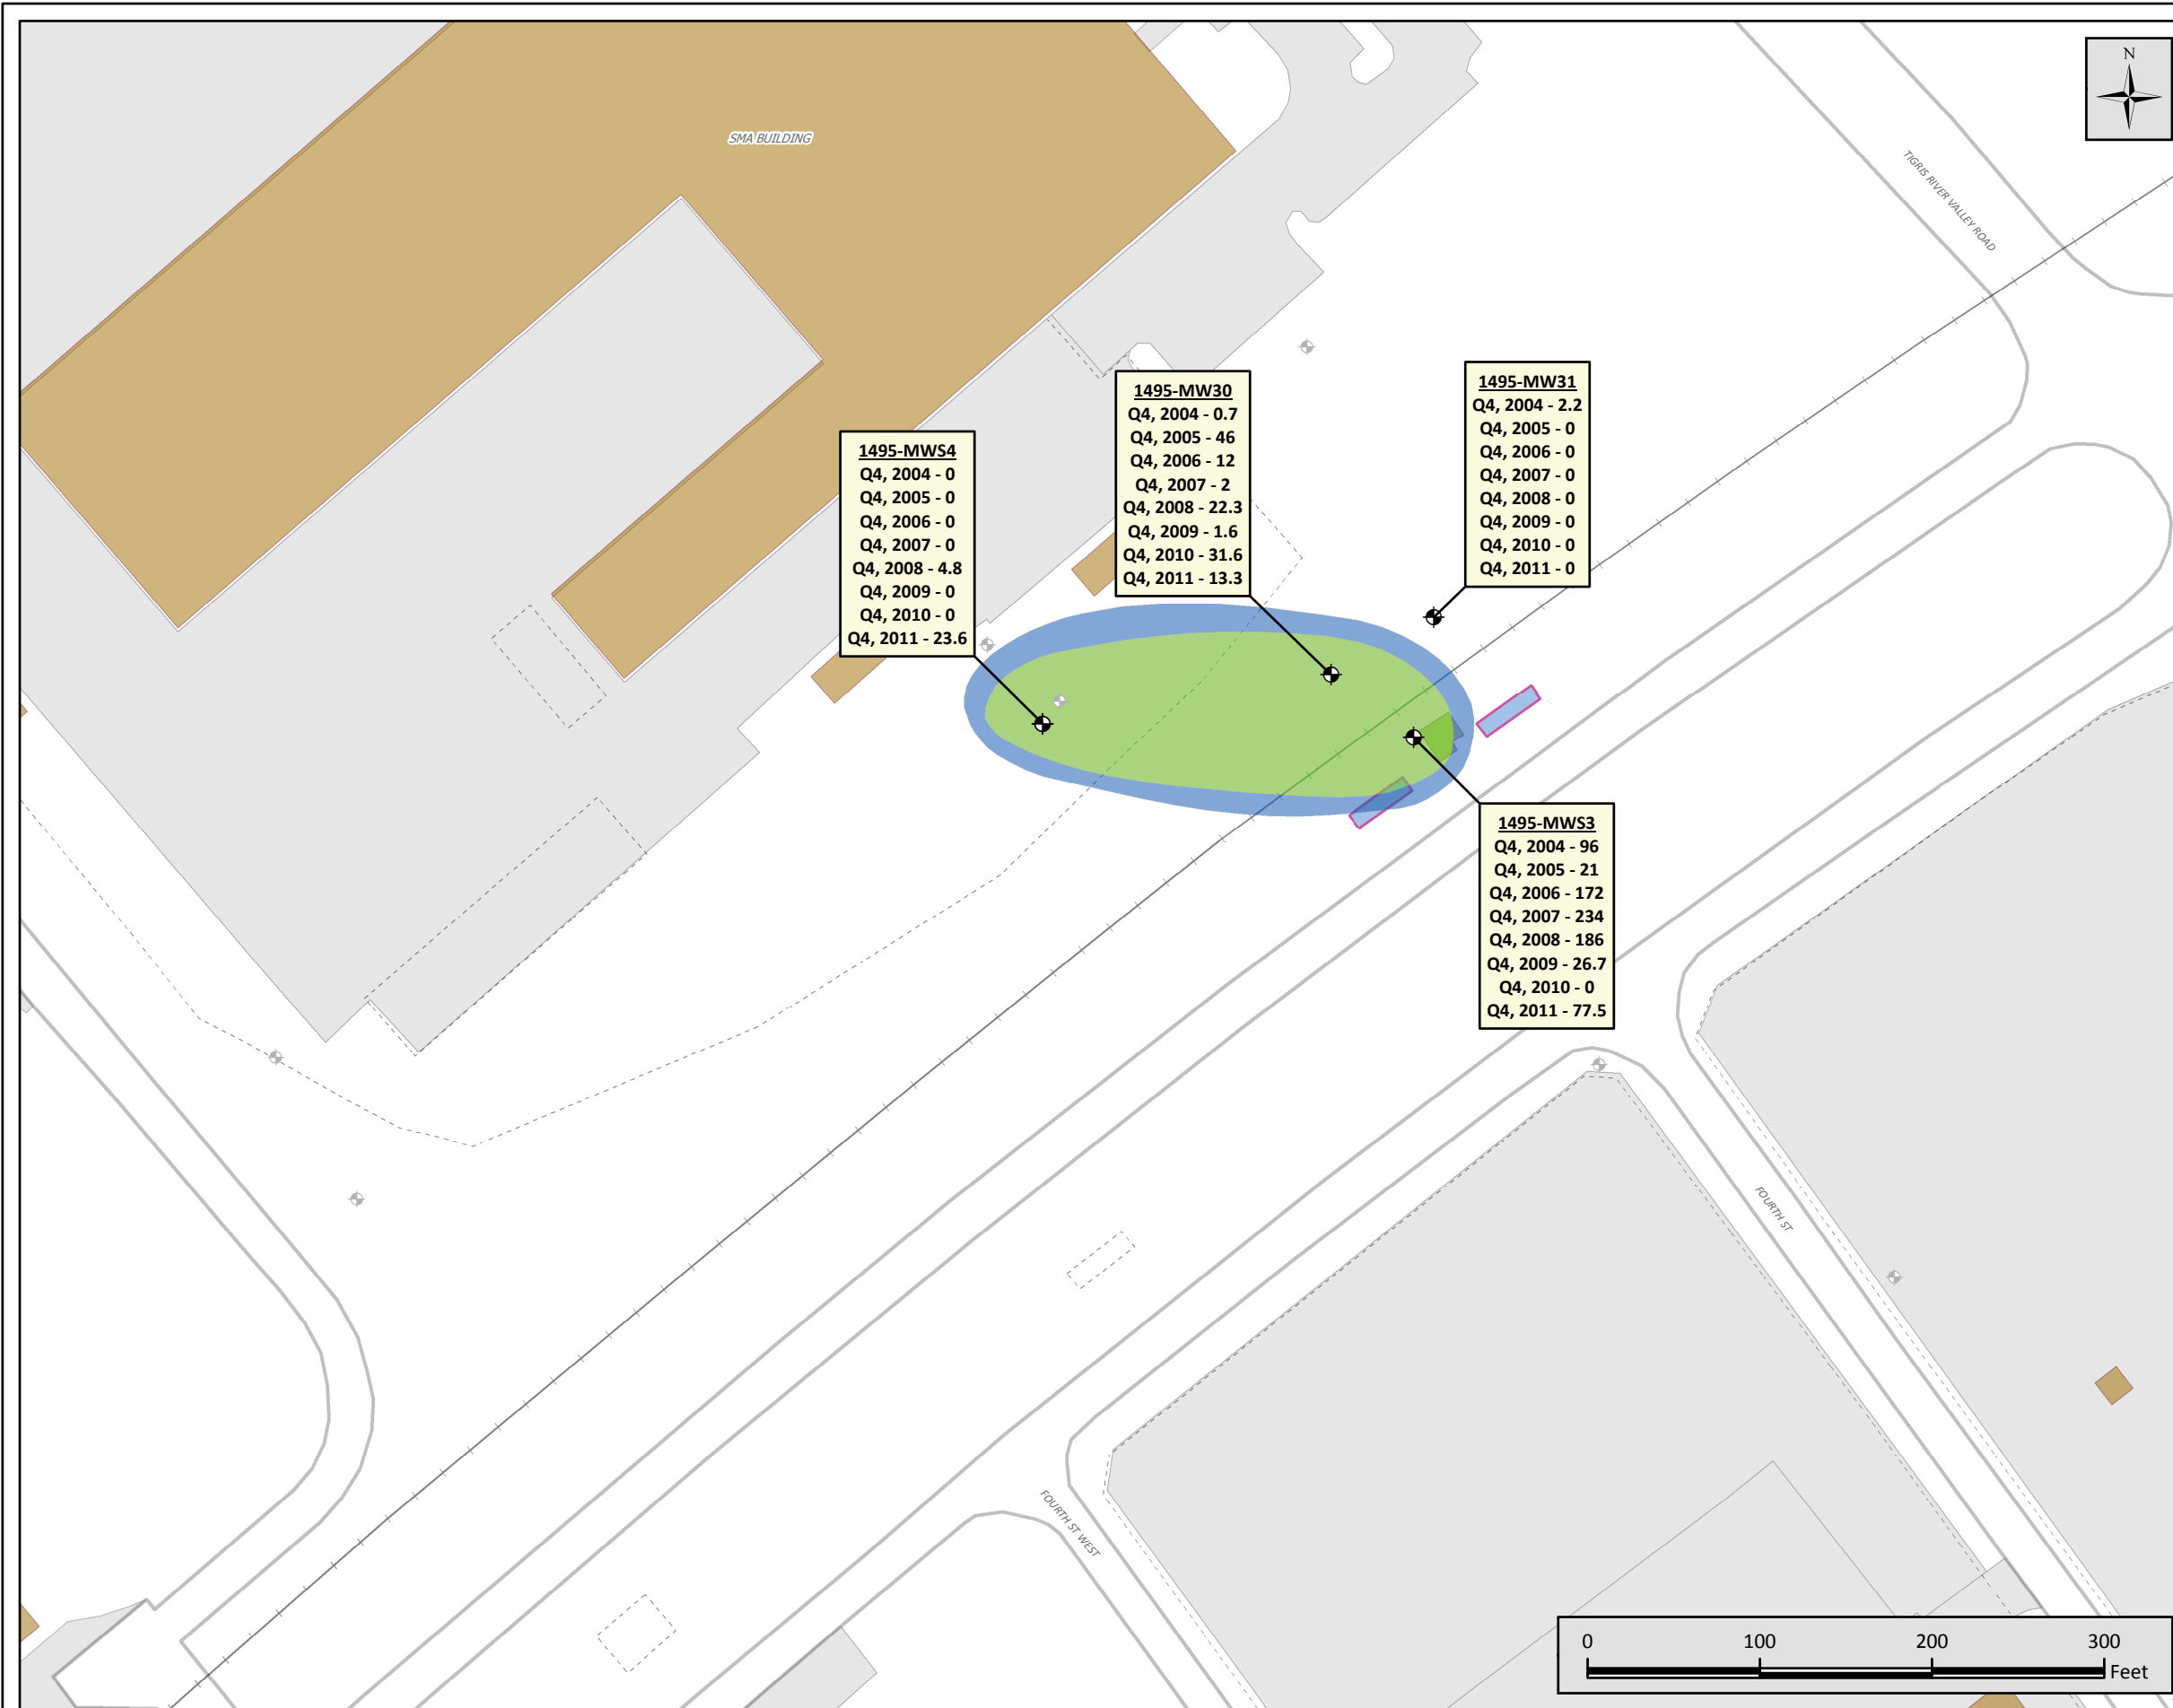 N
SMA BUILDING
TIGRIS RIVER VALLEY ROAD
1495-MW31
Q4, 2004 - 2.2
Q4, 2005 - 0
Q4, 2006 - 0
Q4, 2007 - 0
Q4, 2008 - 0
Q4, 2009 - 0
Q4, 2010 - 0
Q4, 2011 - 0
1495-MW30
Q4, 2004 - 0.7
Q4, 2005 - 46
Q4, 2006 - 12
Q4, 2007 - 2
Q4, 2008 - 22.3
Q4, 2009 - 1.6
Q4, 2010 - 31.6
Q4, 2011 - 13.3
1495-MWS4
Q4, 2004 - 0
Q4, 2005 - 0
Q4, 2006 - 0
Q4, 2007 - 0
Q4, 2008 - 4.8
Q4, 2009 - 0
Q4, 2010 - 0
Q4, 2011 - 23.6
1495-MWS3
Q4, 2004 - 96
Q4, 2005 - 21
Q4, 2006 - 172
Q4, 2007 - 234
Q4, 2008 - 186
Q4, 2009 - 26.7
Q4, 2010 - 0
Q4, 2011 - 77.5
FOURTH ST
FOURTH ST WEST
0 100 200 300
Feet